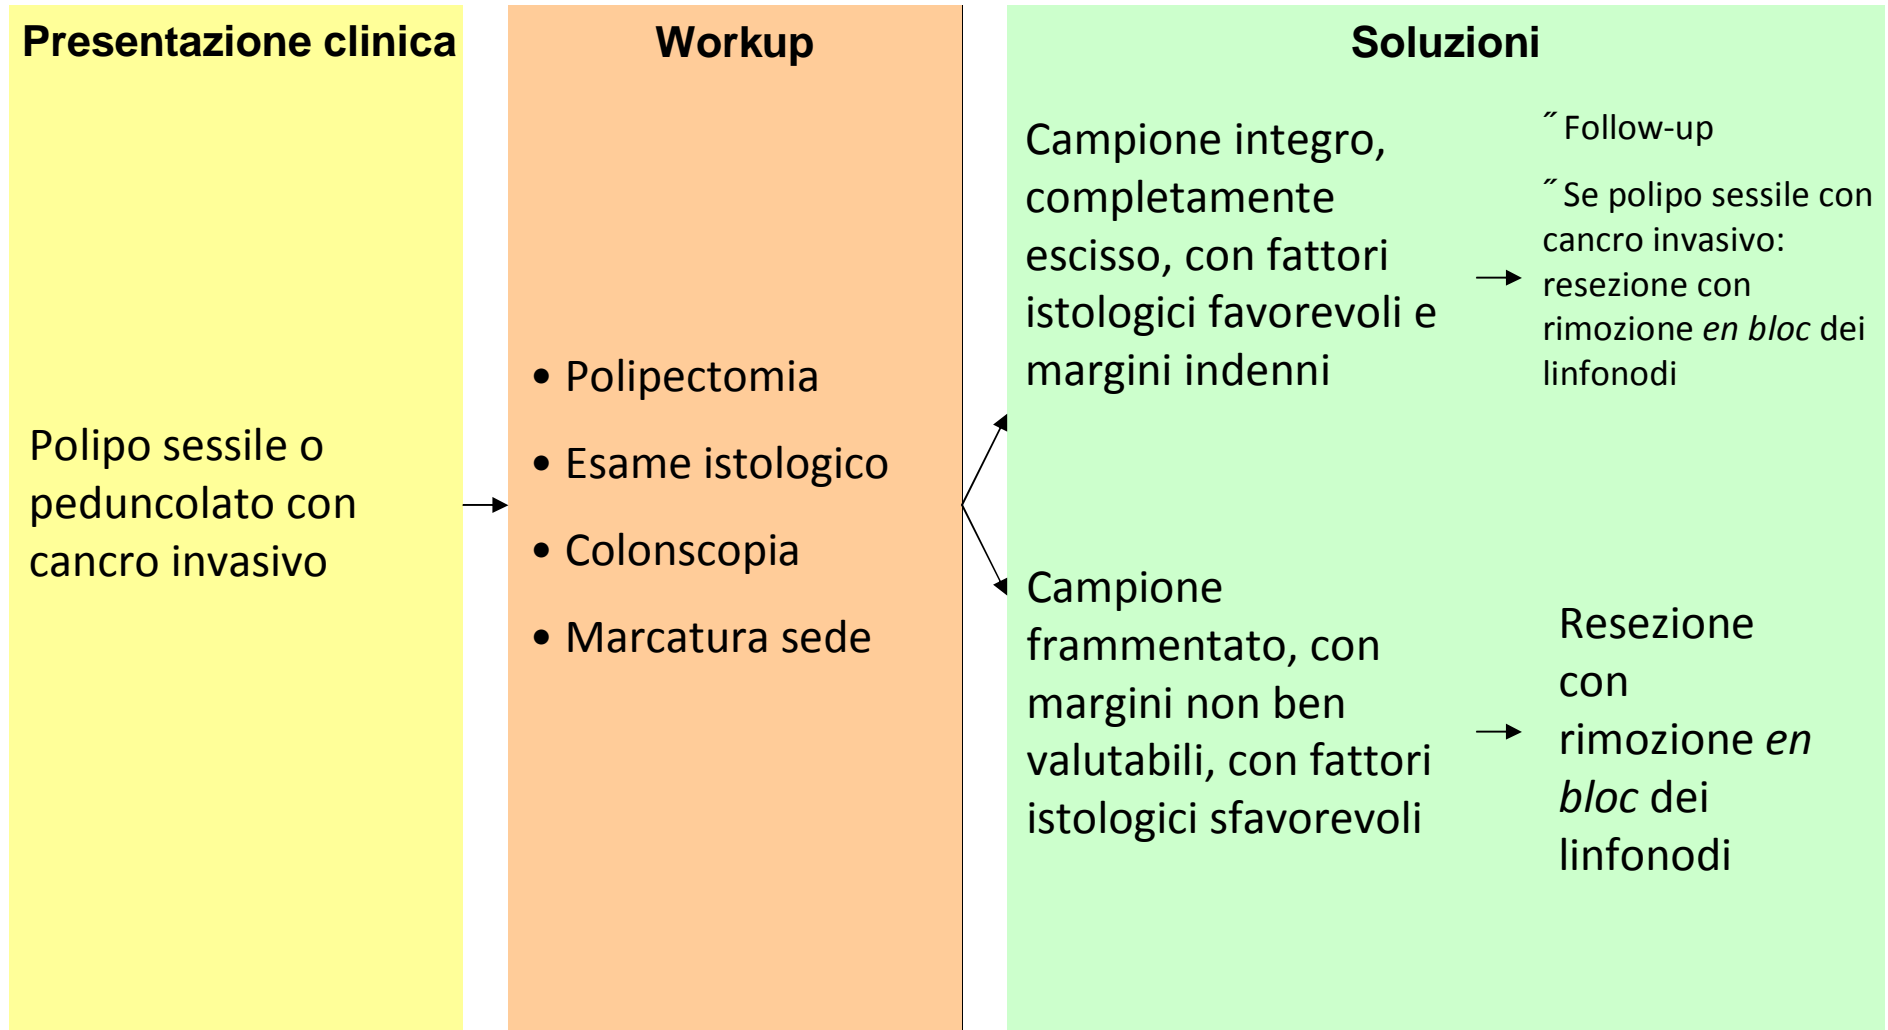 Presentazione clinica
Polipo sessile o
peduncolato con
cancro invasivo
Workup
• Polipectomia
• Esame istologico
• Colonscopia
• Marcatura sede
Soluzioni
Campione integro,
completamente
escisso, con fattori
istologici favorevoli e
margini indenni
˝ Follow-up
˝ Se polipo sessile con
cancro invasivo:
resezione con
rimozione en bloc dei
linfonodi
Campione
frammentato, con
margini non ben
valutabili, con fattori
istologici sfavorevoli
Resezione
con
rimozione en
bloc dei
linfonodi